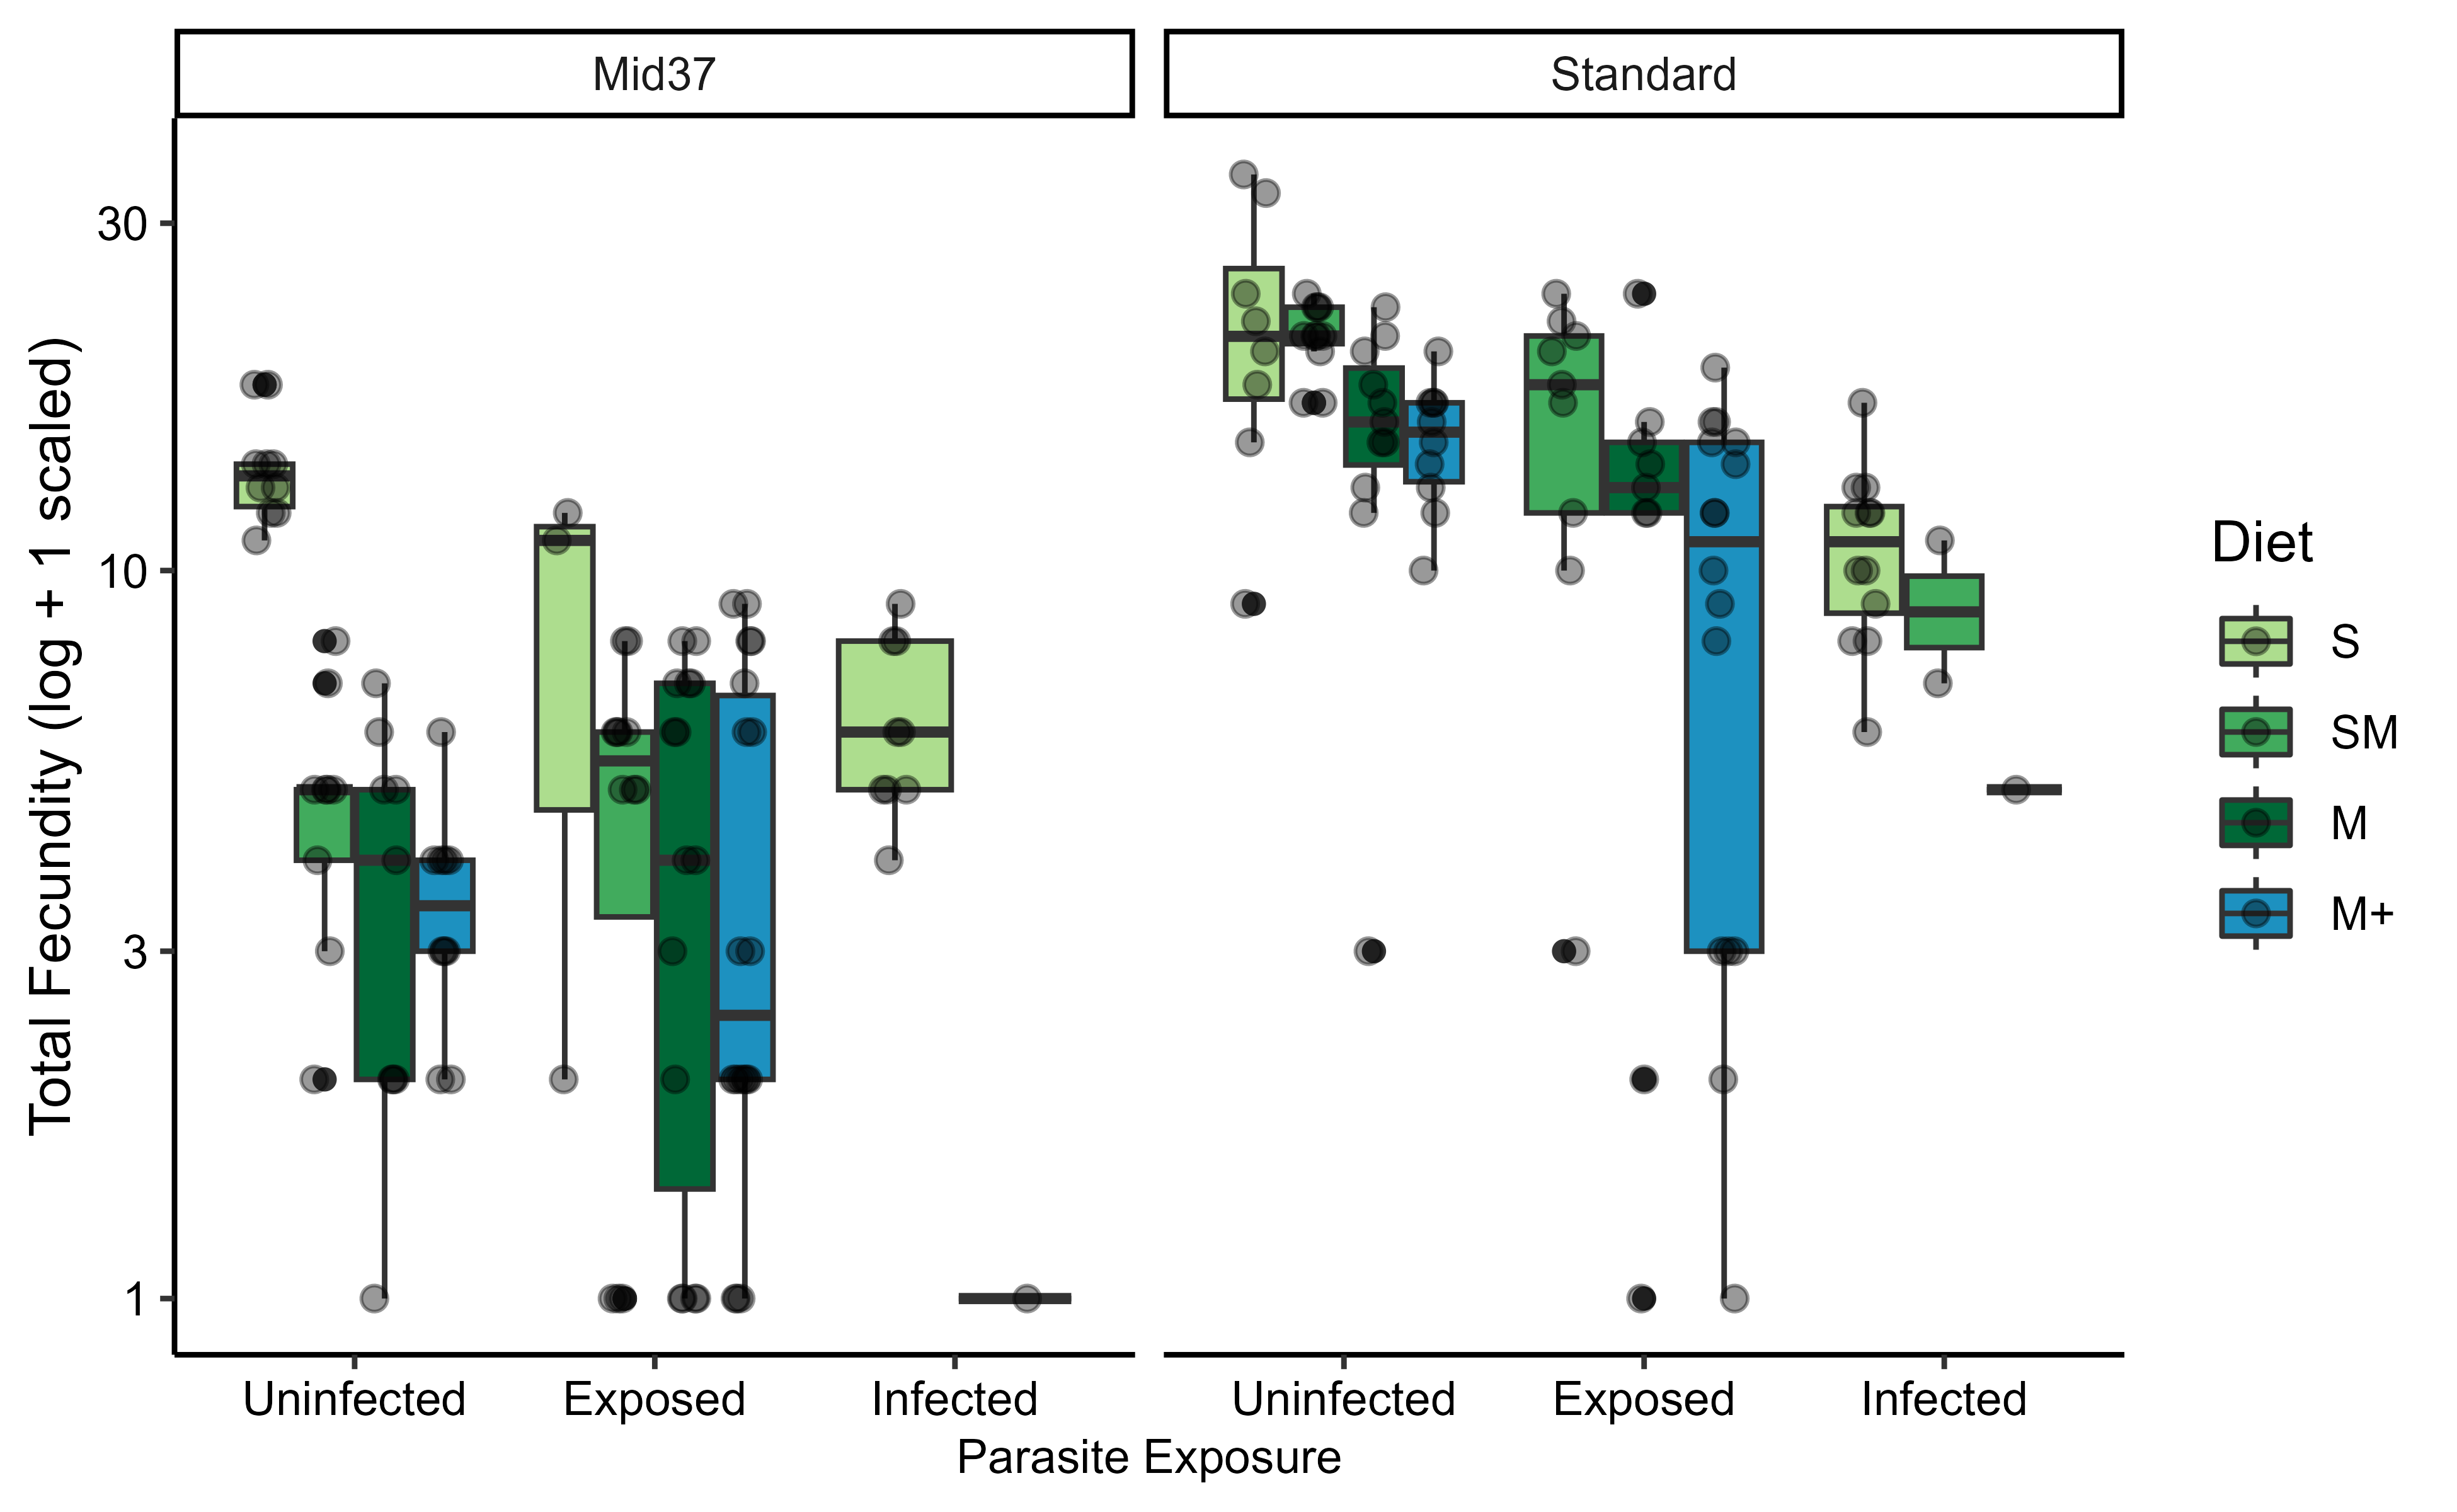 Mid37
Standard
Total Fecundity (log + 1 scaled)
30
10
3
1
Uninfected
Exposed
Infected
Uninfected
Exposed
Infected
Parasite Exposure
Diet
S
SM
M
M+